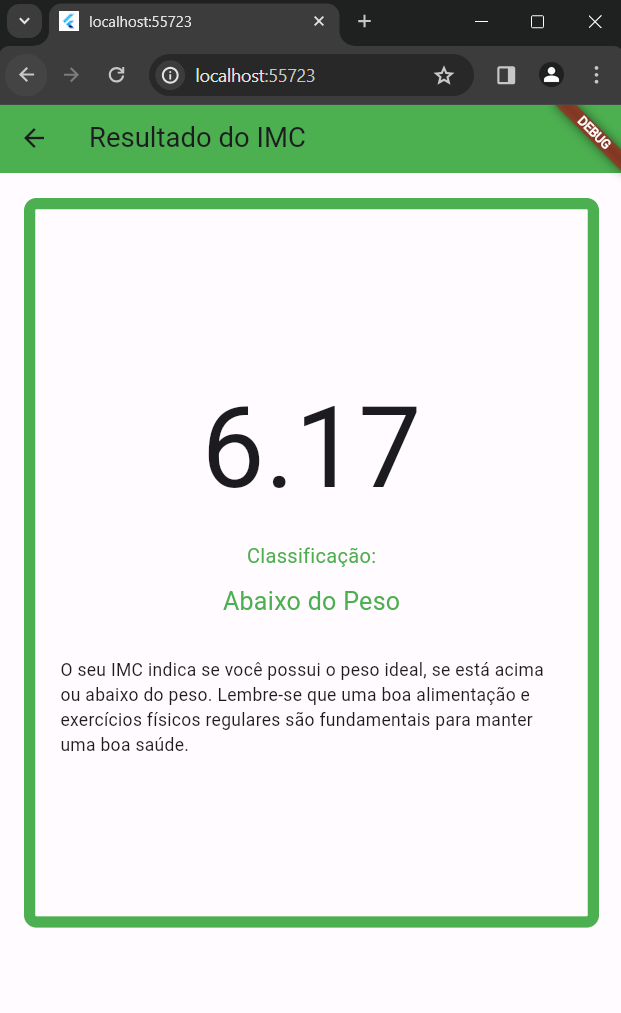 localhost:55723
localhost:55723
Resultado do IMC
DEBUG
6.17
Classificação:
Abaixo do Peso
O seu IMC indica se você possui o peso ideal, se está acima
ou abaixo do peso. Lembre-se que uma boa alimentação e
exercícios físicos regulares são fundamentais para manter
uma boa saúde.